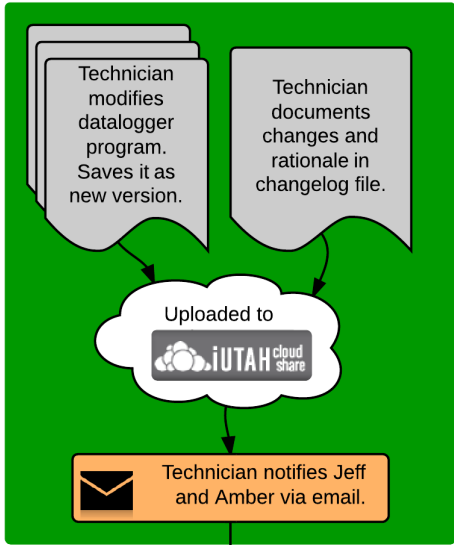 Technician
modifies
datalogger
program.
Saves it as
new version.
Technician
documents
changes and
rationale in
changelog file.
Uploaded to
iUTAH cloud share
Technician notifies Jeff
and Amber via email.